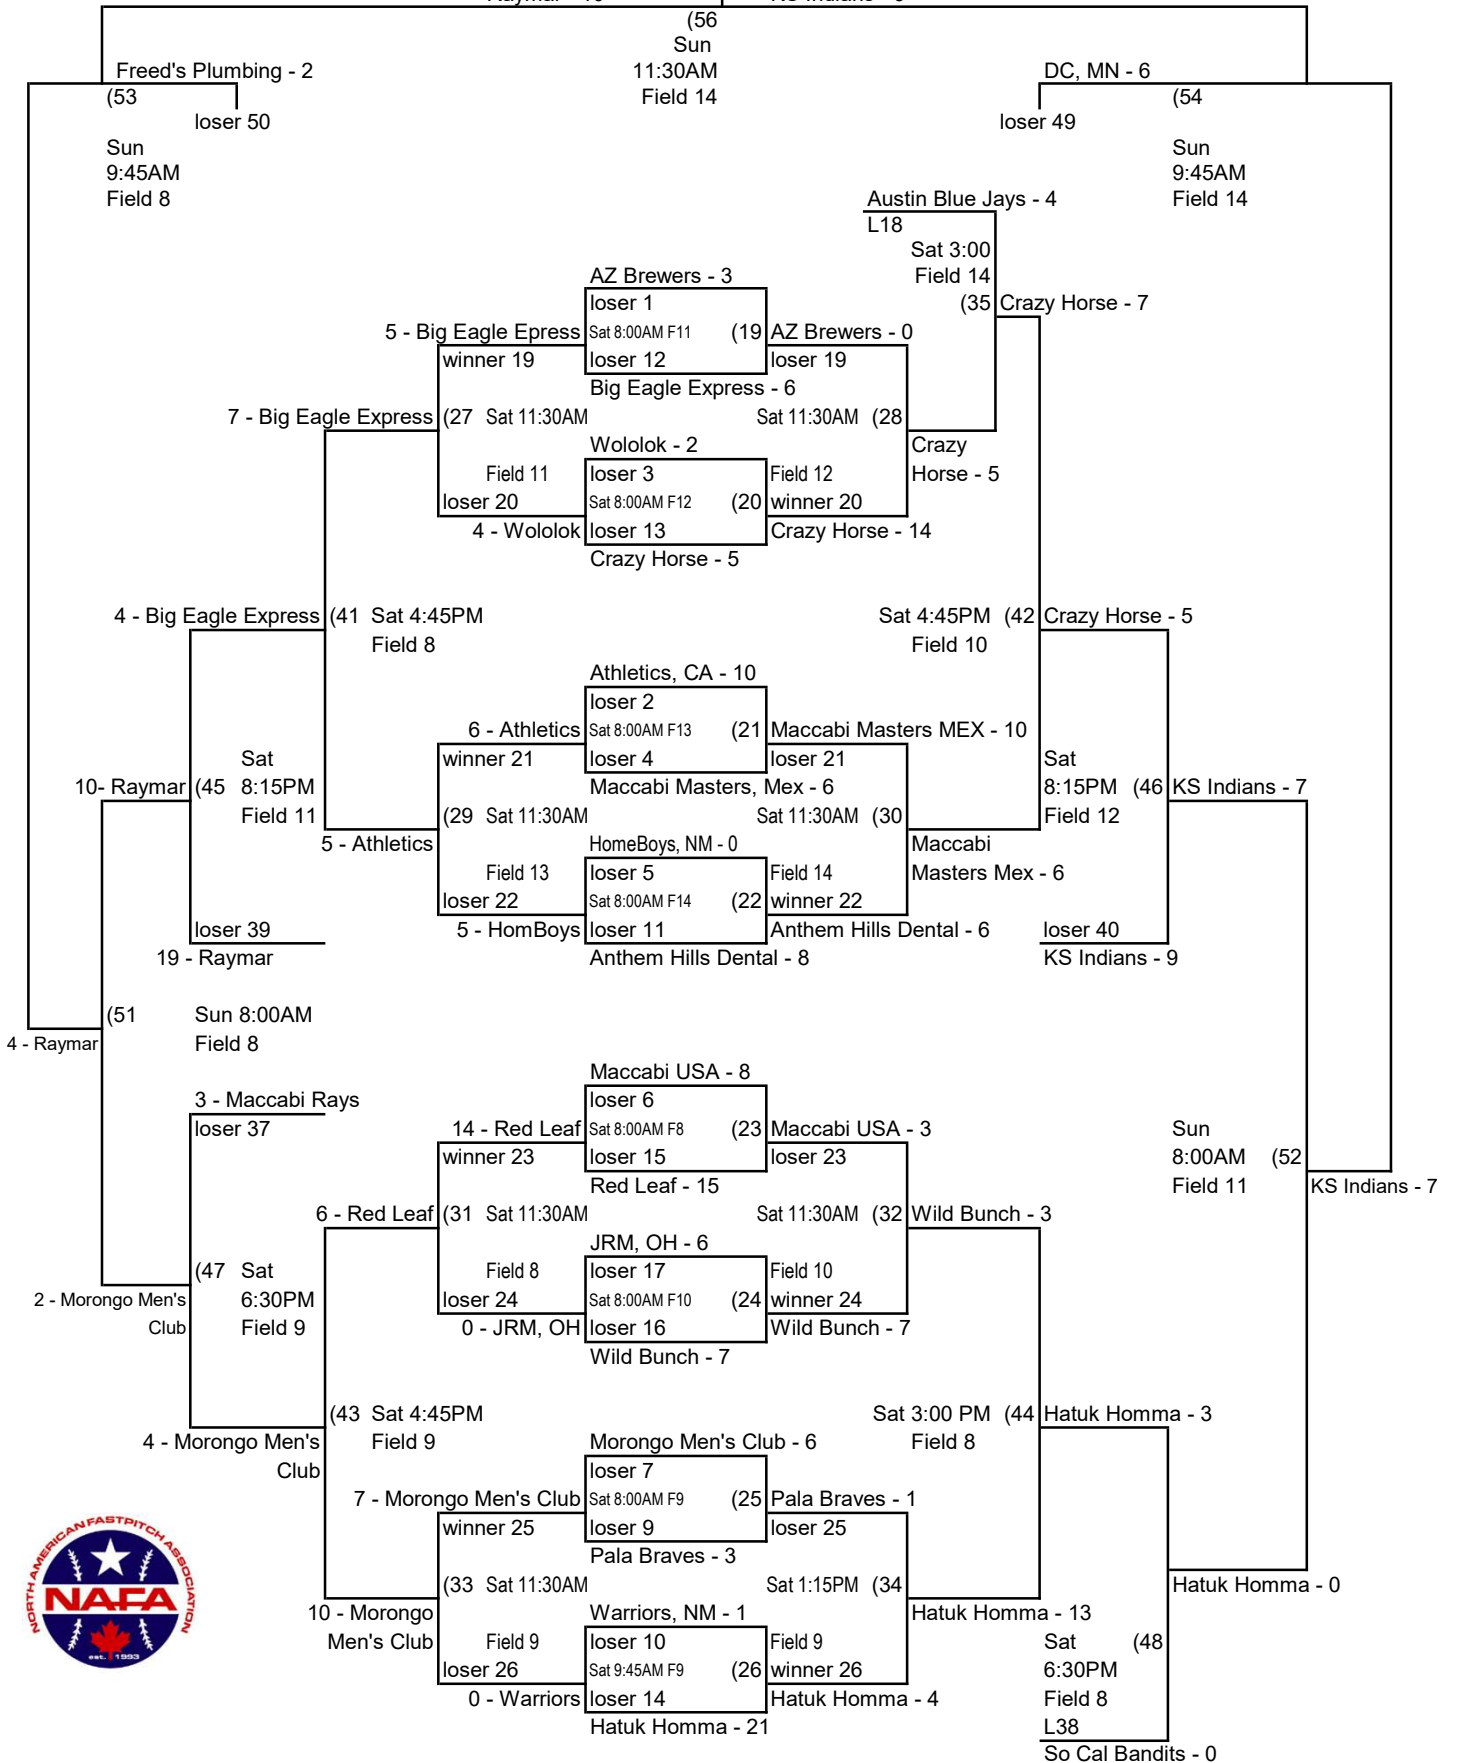 (56
Sun
11:30AM
Field 14
Freed's Plumbing - 2
(53
loser 50
Sun
9:45AM
Field 8
DC, MN - 6
(54
loser 49
Sun
9:45AM
Field 14
Austin Blue Jays - 4
L18
Sat 3:00
Field 14
(35 Crazy Horse - 7
AZ Brewers - 3
loser 1
5 - Big Eagle Epress Sat 8:00AM F11 (19 AZ Brewers - 0
winner 19 loser 12 loser 19
Big Eagle Express - 6
7 - Big Eagle Express (27 Sat 11:30AM Sat 11:30AM (28
Wololok - 2 Crazy
Field 11 loser 3 Field 12 Horse - 5
loser 20 Sat 8:00AM F12 (20 winner 20
4 - Wololok loser 13 Crazy Horse - 14
Crazy Horse - 5
4 - Big Eagle Express (41 Sat 4:45PM Sat 4:45PM (42 Crazy Horse - 5
Field 8 Field 10
Athletics, CA - 10
loser 2
6 - Athletics Sat 8:00AM F13 (21 Maccabi Masters MEX - 10
Sat winner 21 loser 4 loser 21 Sat
10- Raymar (45 8:15PM Maccabi Masters, Mex - 6 8:15PM (46 KS Indians - 7
Field 11 (29 Sat 11:30AM Sat 11:30AM (30 Field 12
5 - Athletics HomeBoys, NM - 0 Maccabi
Field 13 loser 5 Field 14 Masters Mex - 6
loser 22 Sat 8:00AM F14 (22 winner 22
loser 39 5 - HomBoys loser 11 Anthem Hills Dental - 6 loser 40
19 - Raymar Anthem Hills Dental - 8 KS Indians - 9
(51 Sun 8:00AM
4 - Raymar Field 8
Maccabi USA - 8
3 - Maccabi Rays loser 6
loser 37 14 - Red Leaf Sat 8:00AM F8 (23 Maccabi USA - 3 Sun
winner 23 loser 15 loser 23 8:00AM (52
Red Leaf - 15 Field 11 KS Indians - 7
6 - Red Leaf (31 Sat 11:30AM Sat 11:30AM (32 Wild Bunch - 3
JRM, OH - 6
(47 Sat Field 8 loser 17 Field 10
2 - Morongo Men's 6:30PM loser 24 Sat 8:00AM F10 (24 winner 24
Club Field 9 0 - JRM, OH loser 16 Wild Bunch - 7
Wild Bunch - 7
(43 Sat 4:45PM Sat 3:00 PM (44 Hatuk Homma - 3
4 - Morongo Men's Field 9 Morongo Men's Club - 6 Field 8
Club loser 7
7 - Morongo Men's Club Sat 8:00AM F9 (25 Pala Braves - 1
winner 25 loser 9 loser 25
Pala Braves - 3
(33 Sat 11:30AM Sat 1:15PM (34 Hatuk Homma - 0
10 - Morongo Warriors, NM - 1 Hatuk Homma - 13
Men's Club Field 9 loser 10 Field 9 Sat (48
loser 26 Sat 9:45AM F9 (26 winner 26 6:30PM
0 - Warriors loser 14 Hatuk Homma - 4 Field 8
Hatuk Homma - 21 L38
So Cal Bandits - 0
NORTH AMERICAN FASTPITCH ASSOCIATION
NAFA
est. 1993